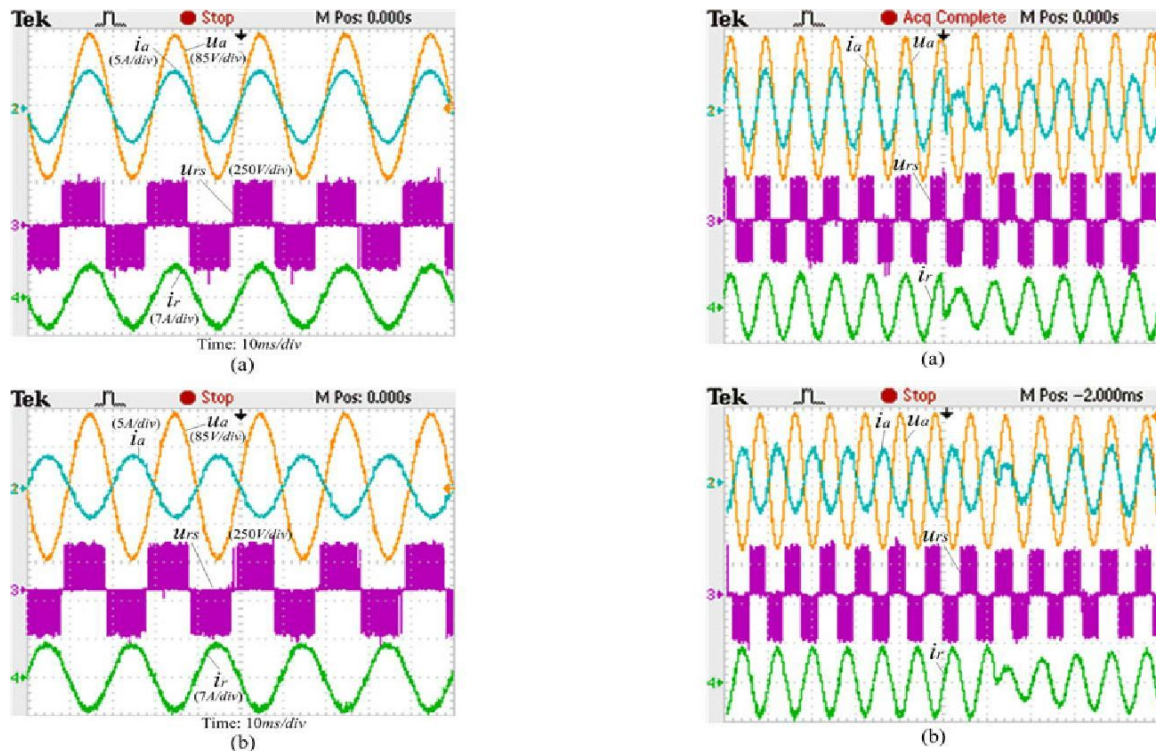 Tek Stop M Pos: 0.000s
ia
(5A/div)
ua
(85V/div)
2
urs (250V/div)
3
ir
(7A/div)
4
Time: 10ms/div
(a)
Tek Stop M Pos: 0.000s
(5A/div)
ia
ua
(85V/div)
2
urs (250V/div)
3
ir
(7A/div)
4
Time: 10ms/div
(b)
Tek Acq Complete M Pos: 0.000s
ia ua
2
urs
3
ir
4
(a)
Tek Stop M Pos: -2.000ms
ia ua
2
urs
3
ir
4
(b)